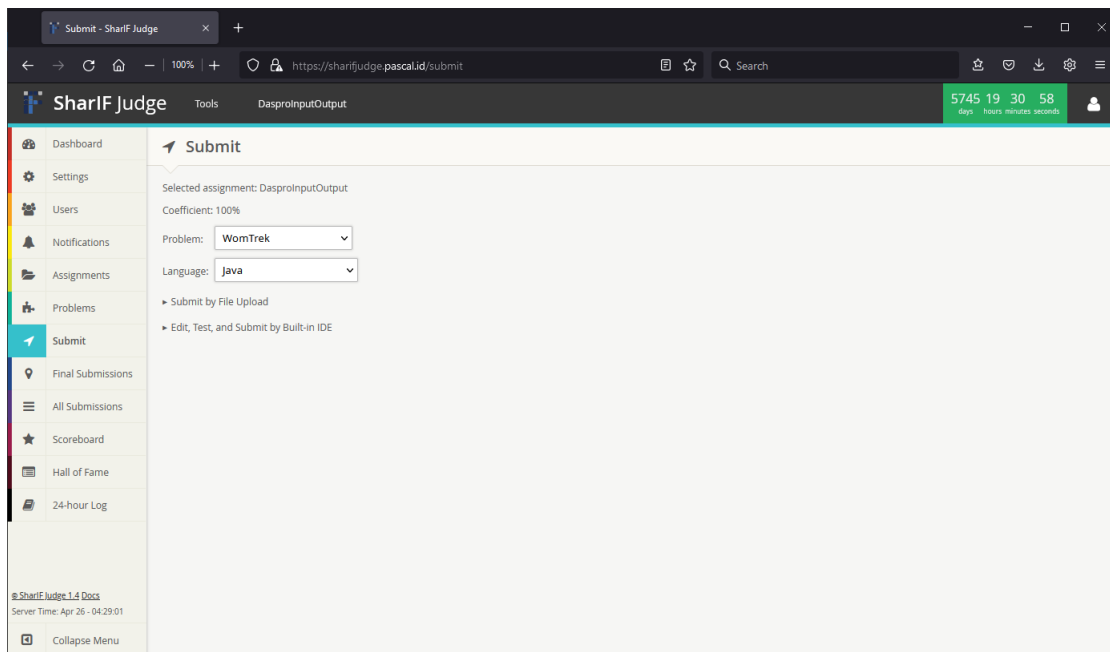 Submit - SharIF Judge
100%
https://sharifjudge.pascal.id/submit
Search
SharIF Judge
Tools
DasproInputOutput
5745 19 30 58
days hours minutes seconds
Dashboard
Settings
Users
Notifications
Assignments
Problems
Submit
Final Submissions
All Submissions
Scoreboard
Hall of Fame
24-hour Log
© SharIF Judge 1.4 Docs
Server Time: Apr 26 - 04:29:01
Collapse Menu
Submit
Selected assignment: DasproInputOutput
Coefficient: 100%
Problem: WomTrek
Language: Java
Submit by File Upload
Edit, Test, and Submit by Built-in IDE